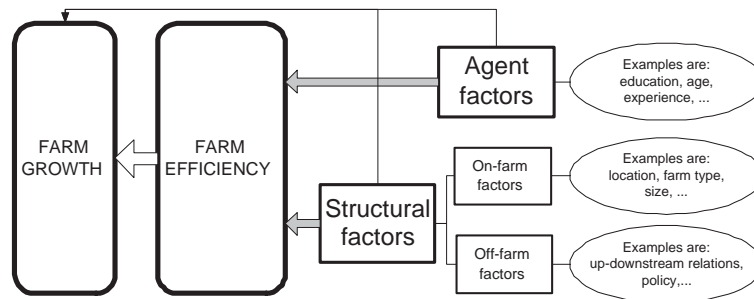 FARM
GROWTH
FARM
EFFICIENCY
Agent
factors
Examples are:
education, age,
experience, ...
Structural
factors
On-farm
factors
Examples are:
location, farm type,
size, ...
Off-farm
factors
Examples are:
up-downstream relations,
policy,...